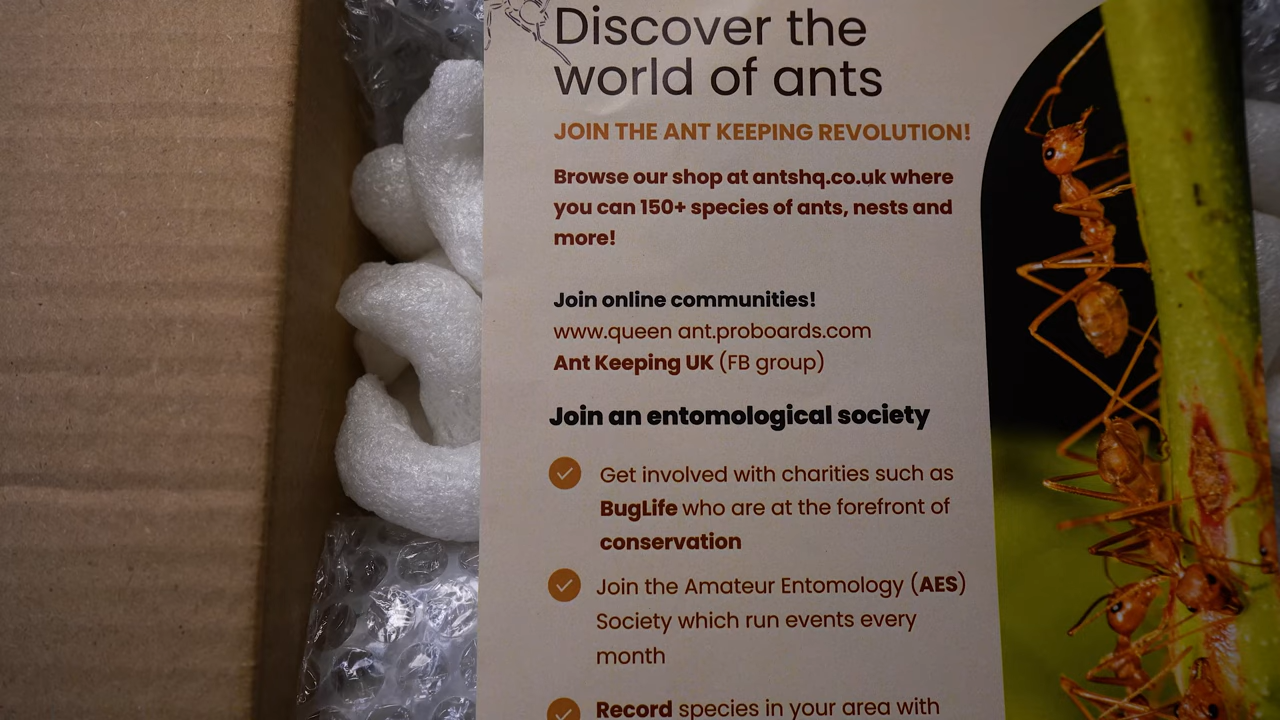 Discover the
world of ants
JOIN THE ANT KEEPING REVOLUTION!
Browse our shop at antshq.co.uk where
you can 150+ species of ants, nests and
more!
Join online communities!
www.queen ant.proboards.com
Ant Keeping UK (FB group)
Join an entomological society
Get involved with charities such as
BugLife who are at the forefront of
conservation
Join the Amateur Entomology (AES)
Society which run events every
month
Record species in your area with